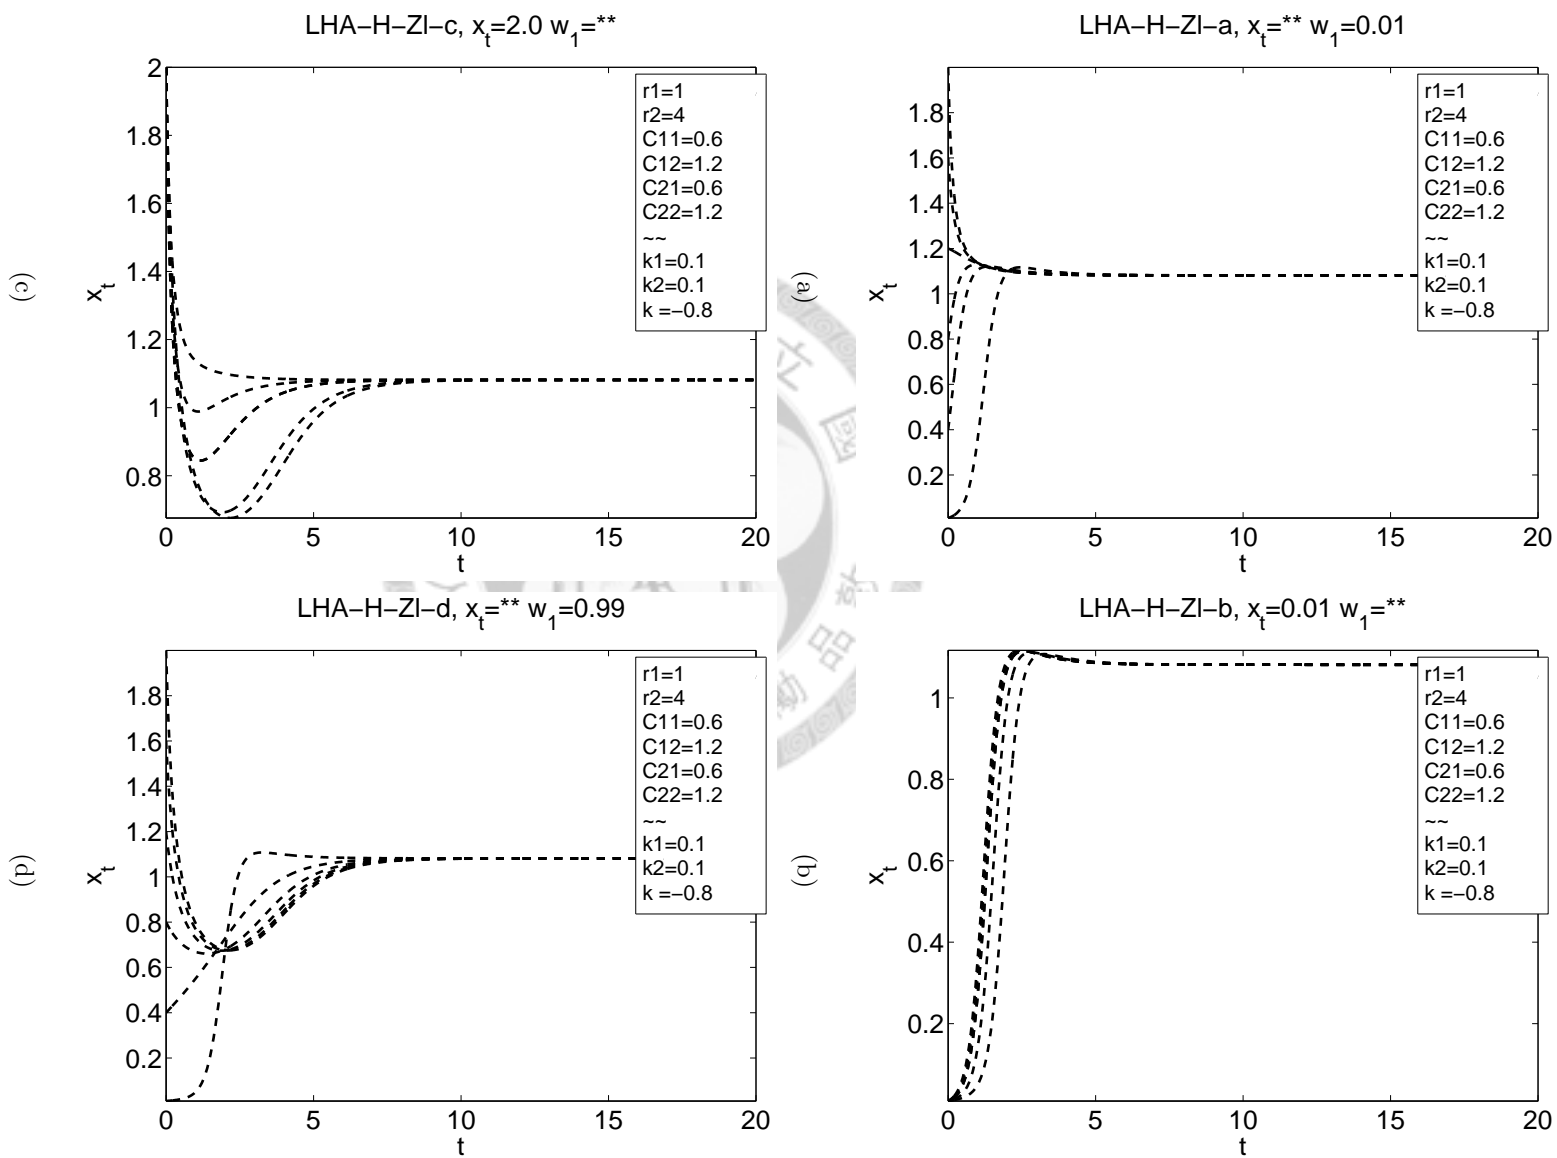 LHA−H−ZI−c, x_t=2.0 w_1=**
2
1.8
1.6
1.4
1.2
1
0.8
0
5
10
15
20
x_t
t
(c)
r1=1
r2=4
C11=0.6
C12=1.2
C21=0.6
C22=1.2
~~
k1=0.1
k2=0.1
k =−0.8
LHA−H−ZI−a, x_t=** w_1=0.01
1.8
1.6
1.4
1.2
1
0.8
0.6
0.4
0.2
0
5
10
15
20
x_t
t
(a)
r1=1
r2=4
C11=0.6
C12=1.2
C21=0.6
C22=1.2
~~
k1=0.1
k2=0.1
k =−0.8
LHA−H−ZI−d, x_t=** w_1=0.99
1.8
1.6
1.4
1.2
1
0.8
0.6
0.4
0.2
0
5
10
15
20
x_t
t
(d)
r1=1
r2=4
C11=0.6
C12=1.2
C21=0.6
C22=1.2
~~
k1=0.1
k2=0.1
k =−0.8
LHA−H−ZI−b, x_t=0.01 w_1=**
1
0.8
0.6
0.4
0.2
0
5
10
15
20
x_t
t
(b)
r1=1
r2=4
C11=0.6
C12=1.2
C21=0.6
C22=1.2
~~
k1=0.1
k2=0.1
k =−0.8
立
國
品
勵